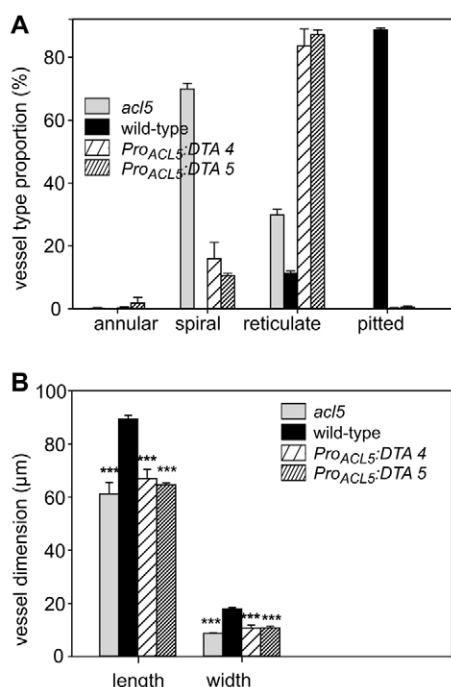 A
vessel type proportion (%)
80
60
40
20
0
acl5
wild-type
ProACL5:DTA 4
ProACL5:DTA 5
annular spiral reticulate pitted
B
vessel dimension (µm)
100
80
60
40
20
0
acl5
wild-type
ProACL5:DTA 4
ProACL5:DTA 5
*** *** ***
*** *** ***
length width